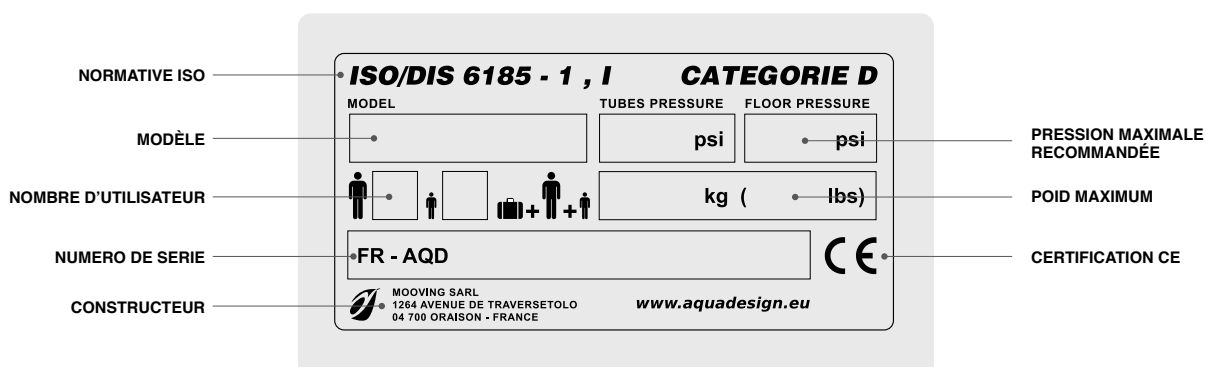 NORMATIVE ISO
MODÈLE
NOMBRE D'UTILISATEUR
NUMERO DE SERIE
CONSTRUCTEUR
ISO/DIS 6185 - 1 , I CATEGORIE D
MODEL TUBES PRESSURE FLOOR PRESSURE
psi psi
+ + kg ( lbs)
FR - AQD CE
MOOVING SARL
1264 AVENUE DE TRAVERSETOLO
04 700 ORAISON - FRANCE
www.aquadesign.eu
PRESSION MAXIMALE
RECOMMANDÉE
POID MAXIMUM
CERTIFICATION CE